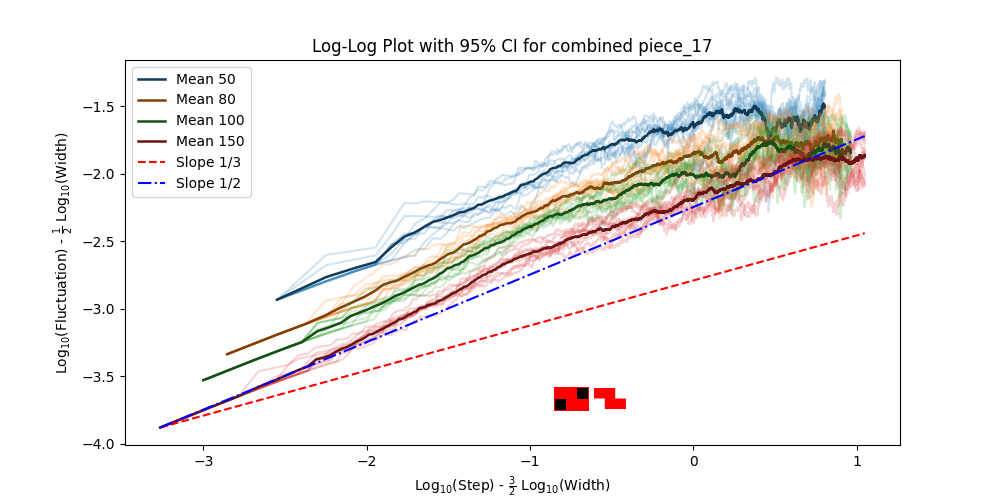 Log-Log Plot with 95% CI for combined piece_17
Mean 50
Mean 80
Mean 100
Mean 150
Slope 1/3
Slope 1/2
Log₁₀(Fluctuation) - ½ Log₁₀(Width)
−1.5
−2.0
−2.5
−3.0
−3.5
−4.0
−3
−2
−1
0
1
Log₁₀(Step) - 3/2 Log₁₀(Width)